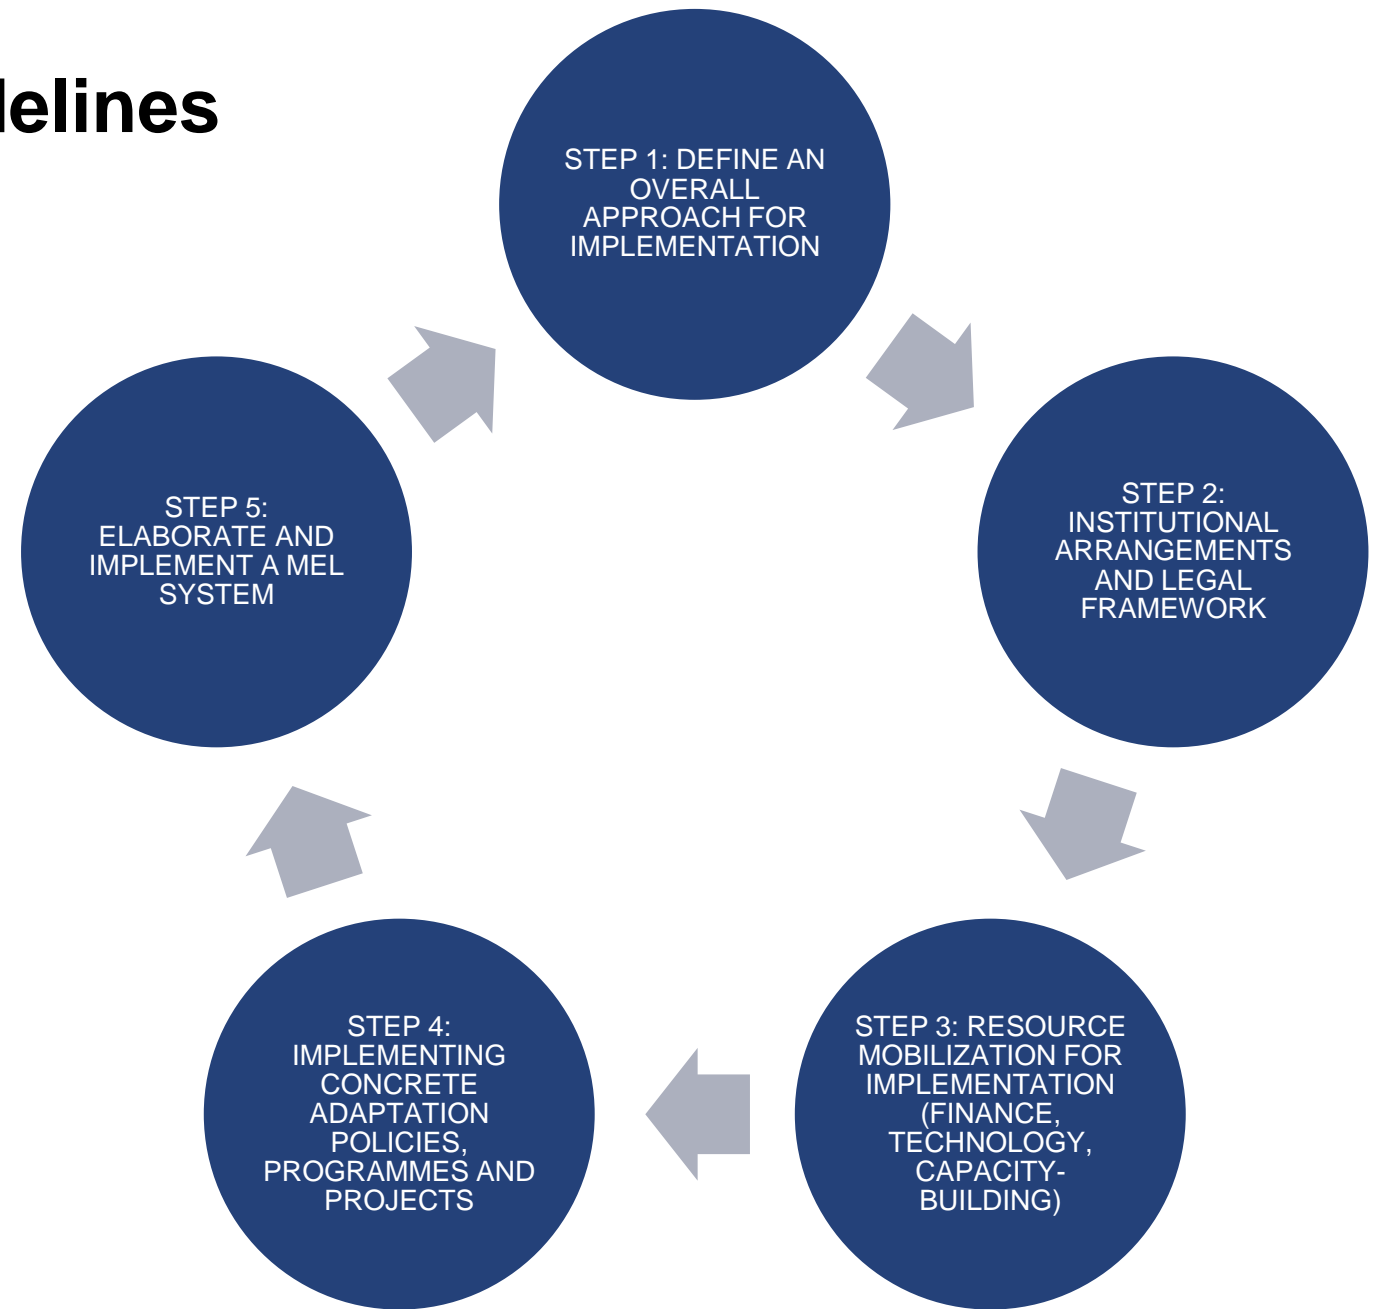 delines
STEP 1: DEFINE AN
OVERALL
APPROACH FOR
IMPLEMENTATION
STEP 2:
INSTITUTIONAL
ARRANGEMENTS
AND LEGAL
FRAMEWORK
STEP 3: RESOURCE
MOBILIZATION FOR
IMPLEMENTATION
(FINANCE,
TECHNOLOGY,
CAPACITY-
BUILDING)
STEP 4:
IMPLEMENTING
CONCRETE
ADAPTATION
POLICIES,
PROGRAMMES AND
PROJECTS
STEP 5:
ELABORATE AND
IMPLEMENT A MEL
SYSTEM